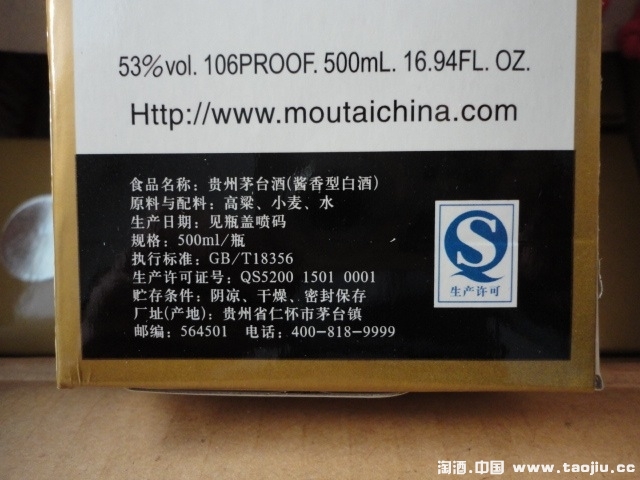 53%vol. 106PROOF. 500mL. 16.94FL. OZ.
Http://www.moutaichina.com
食品名称：贵州茅台酒(酱香型白酒)
原料与配料：高粱、小麦、水
生产日期：见瓶盖喷码
规格：500ml/瓶
执行标准：GB/T18356
生产许可证号：QS5200 1501 0001
贮存条件：阴凉、干燥、密封保存
厂址(产地)：贵州省仁怀市茅台镇
邮编：564501 电话：400-818-9999
S
生产许可
淘酒.中国 www.taojiu.cc